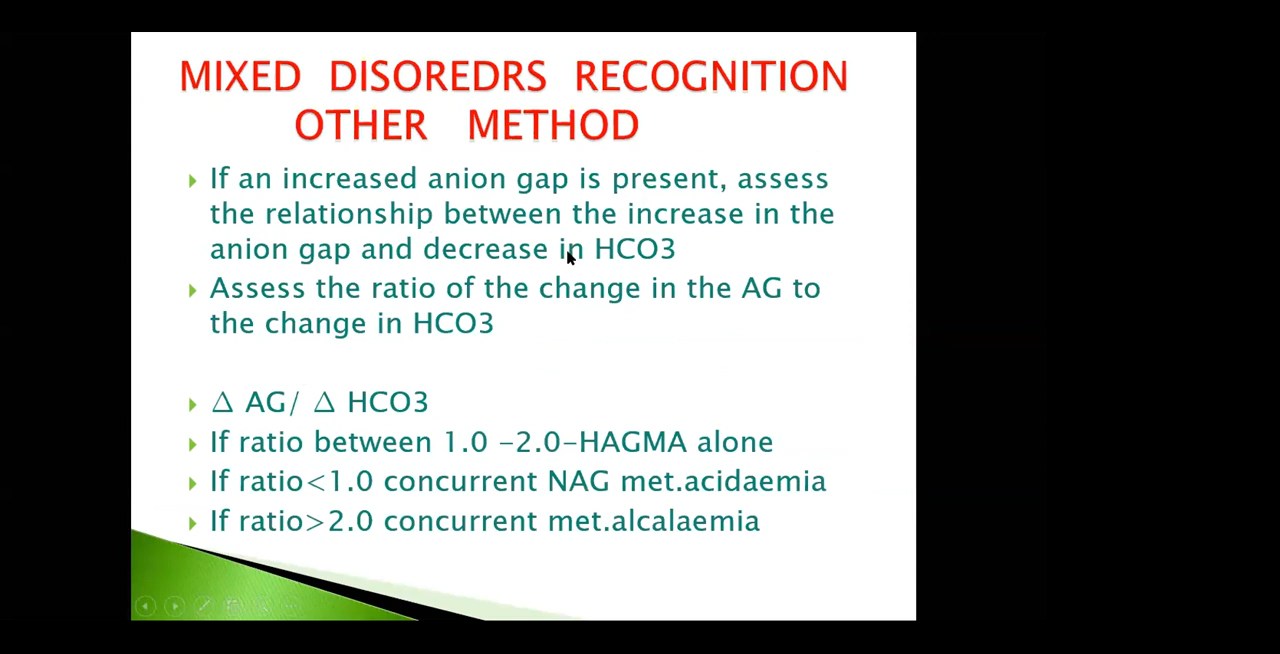 MIXED DISOREDRS RECOGNITION
OTHER METHOD
If an increased anion gap is present, assess
the relationship between the increase in the
anion gap and decrease in HCO3
Assess the ratio of the change in the AG to
the change in HCO3
Δ AG/ Δ HCO3
If ratio between 1.0 -2.0-HAGMA alone
If ratio<1.0 concurrent NAG met.acidaemia
If ratio>2.0 concurrent met.alcalaemia